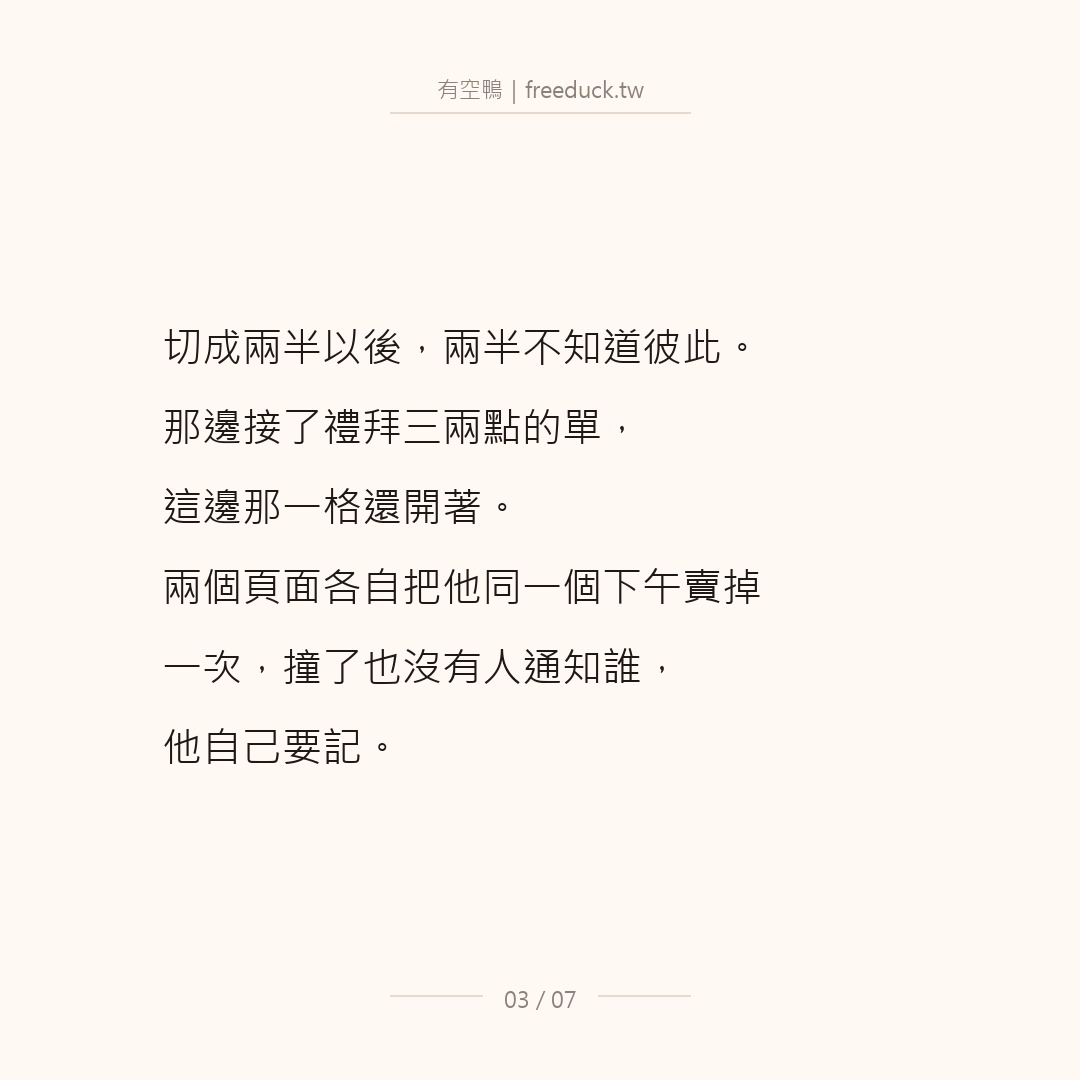 有空鴨｜freeduck.tw
切成兩半以後，兩半不知道彼此。
那邊接了禮拜三兩點的單，
這邊那一格還開著。
兩個頁面各自把他同一個下午賣掉
一次，撞了也沒有人通知誰，
他自己要記。
03 / 07